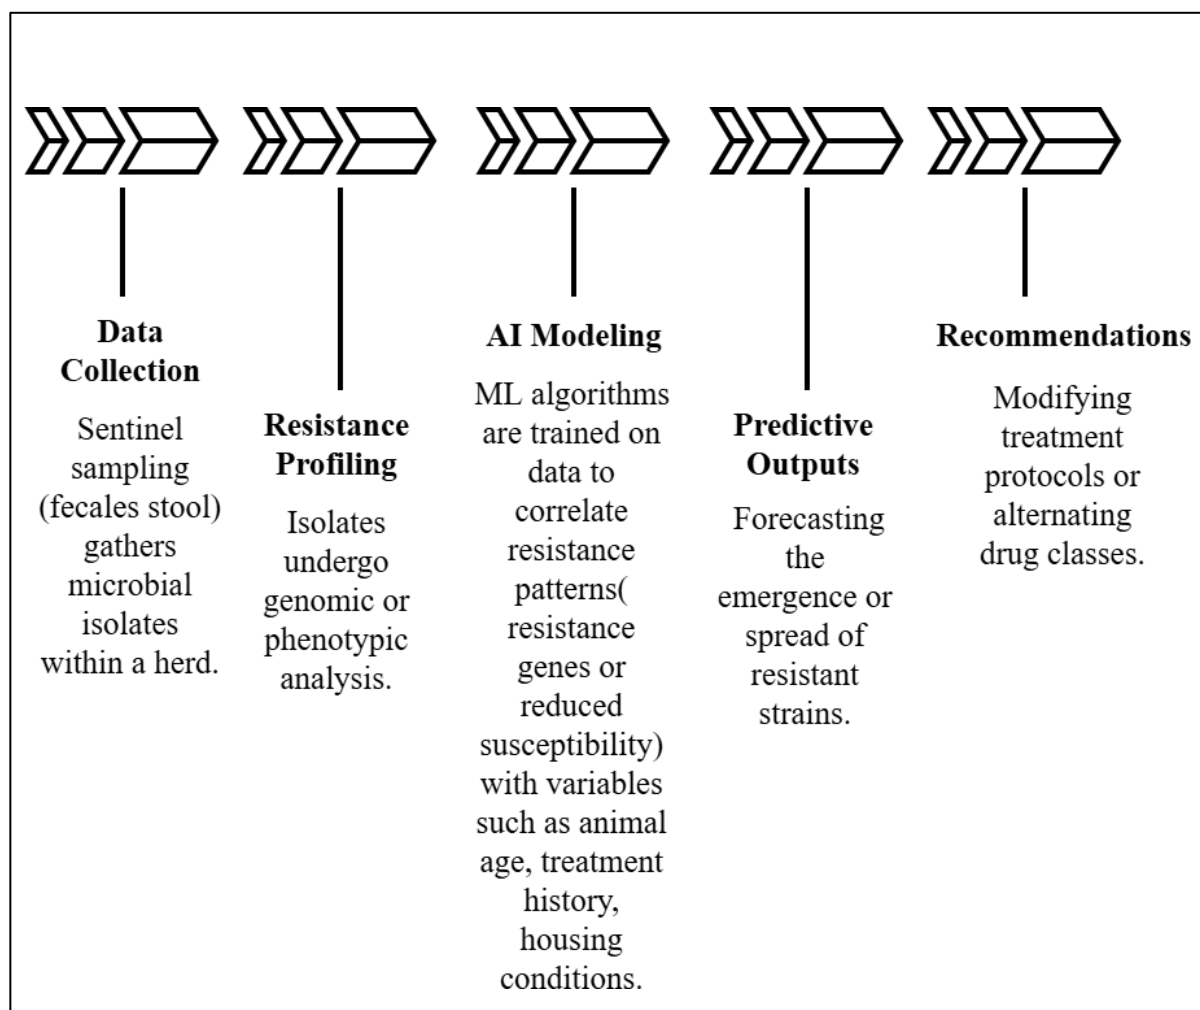 Data
Collection
Sentinel
sampling
(fecales stool)
gathers
microbial
isolates
within a herd.
Resistance
Profiling
Isolates
undergo
genomic or
phenotypic
analysis.
AI Modeling
ML algorithms
are trained on
data to
correlate
resistance
patterns(
resistance
genes or
reduced
susceptibility)
with variables
such as animal
age, treatment
history,
housing
conditions.
Predictive
Outputs
Forecasting
the
emergence or
spread of
resistant
strains.
Recommendations
Modifying
treatment
protocols or
alternating
drug classes.